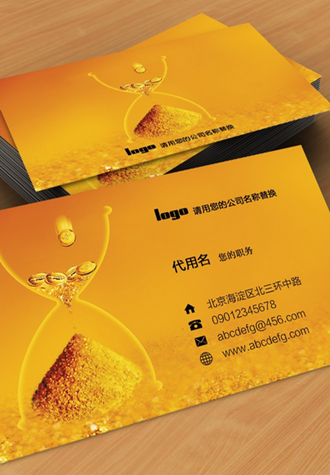 logo 请用您的公司名称替换
logo 请用您的公司名称替换
代用名 您的职务
北京海淀区北三环中路
09012345678
abcdefg@456.com
www.abcdefg.com